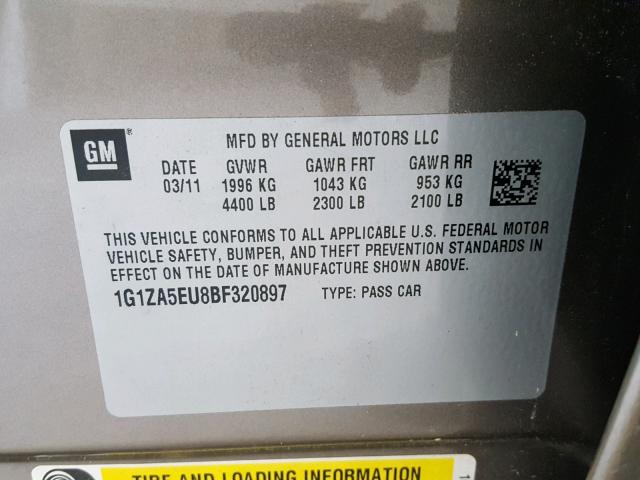 GM®
MFD BY GENERAL MOTORS LLC
DATE GVWR GAWR FRT GAWR RR
03/11 1996 KG 1043 KG 953 KG
4400 LB 2300 LB 2100 LB
THIS VEHICLE CONFORMS TO ALL APPLICABLE U.S. FEDERAL MOTOR
VEHICLE SAFETY, BUMPER, AND THEFT PREVENTION STANDARDS IN
EFFECT ON THE DATE OF MANUFACTURE SHOWN ABOVE.
1G1ZA5EU8BF320897 TYPE: PASS CAR
TIRE AND LOADING INFORMATION